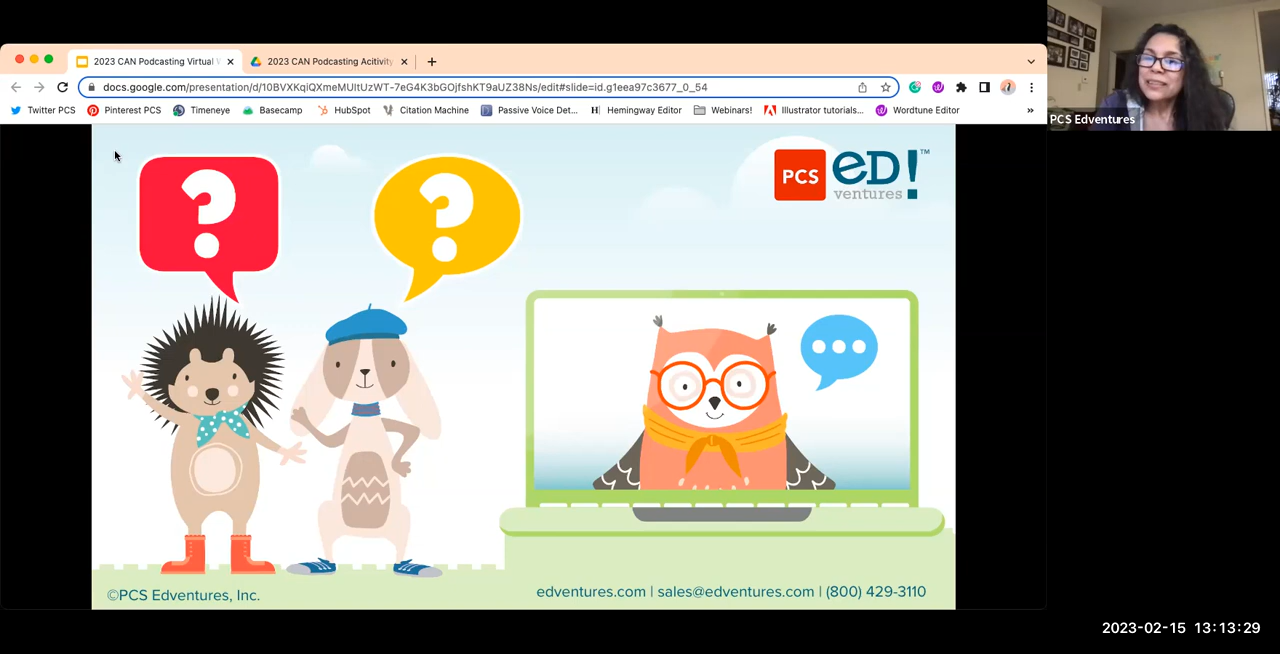 2023 CAN Podcasting Virtual W
2023 CAN Podcasting Acitivity
docs.google.com/presentation/d/10BVXKqiQXmeMUltUzWT-7eG4K3bGOjfshKT9aUZ38Ns/edit#slide=id.g1eea97c3677_0_54
Twitter PCS
Pinterest PCS
Timeneye
Basecamp
HubSpot
Citation Machine
Passive Voice Det...
Hemingway Editor
Webinars!
Illustrator tutorials...
Wordtune Editor
»
PCS Edventures
? ?
PCS ED!™
ventures
©PCS Edventures, Inc.
edventures.com | sales@edventures.com | (800) 429-3110
2023-02-15 13:13:29